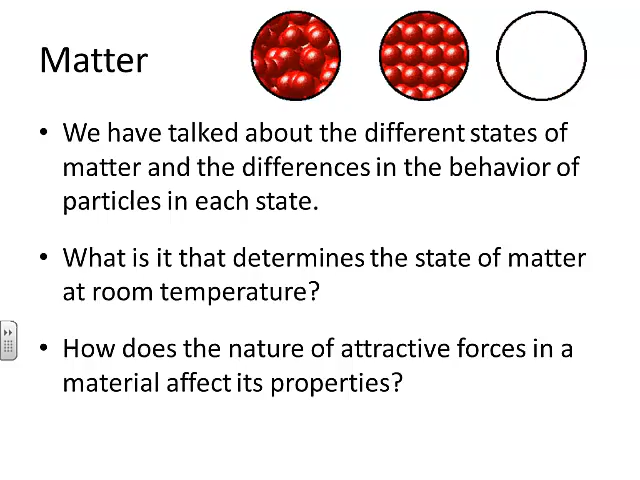 Matter
• We have talked about the different states of
matter and the differences in the behavior of
particles in each state.
• What is it that determines the state of matter
at room temperature?
• How does the nature of attractive forces in a
material affect its properties?